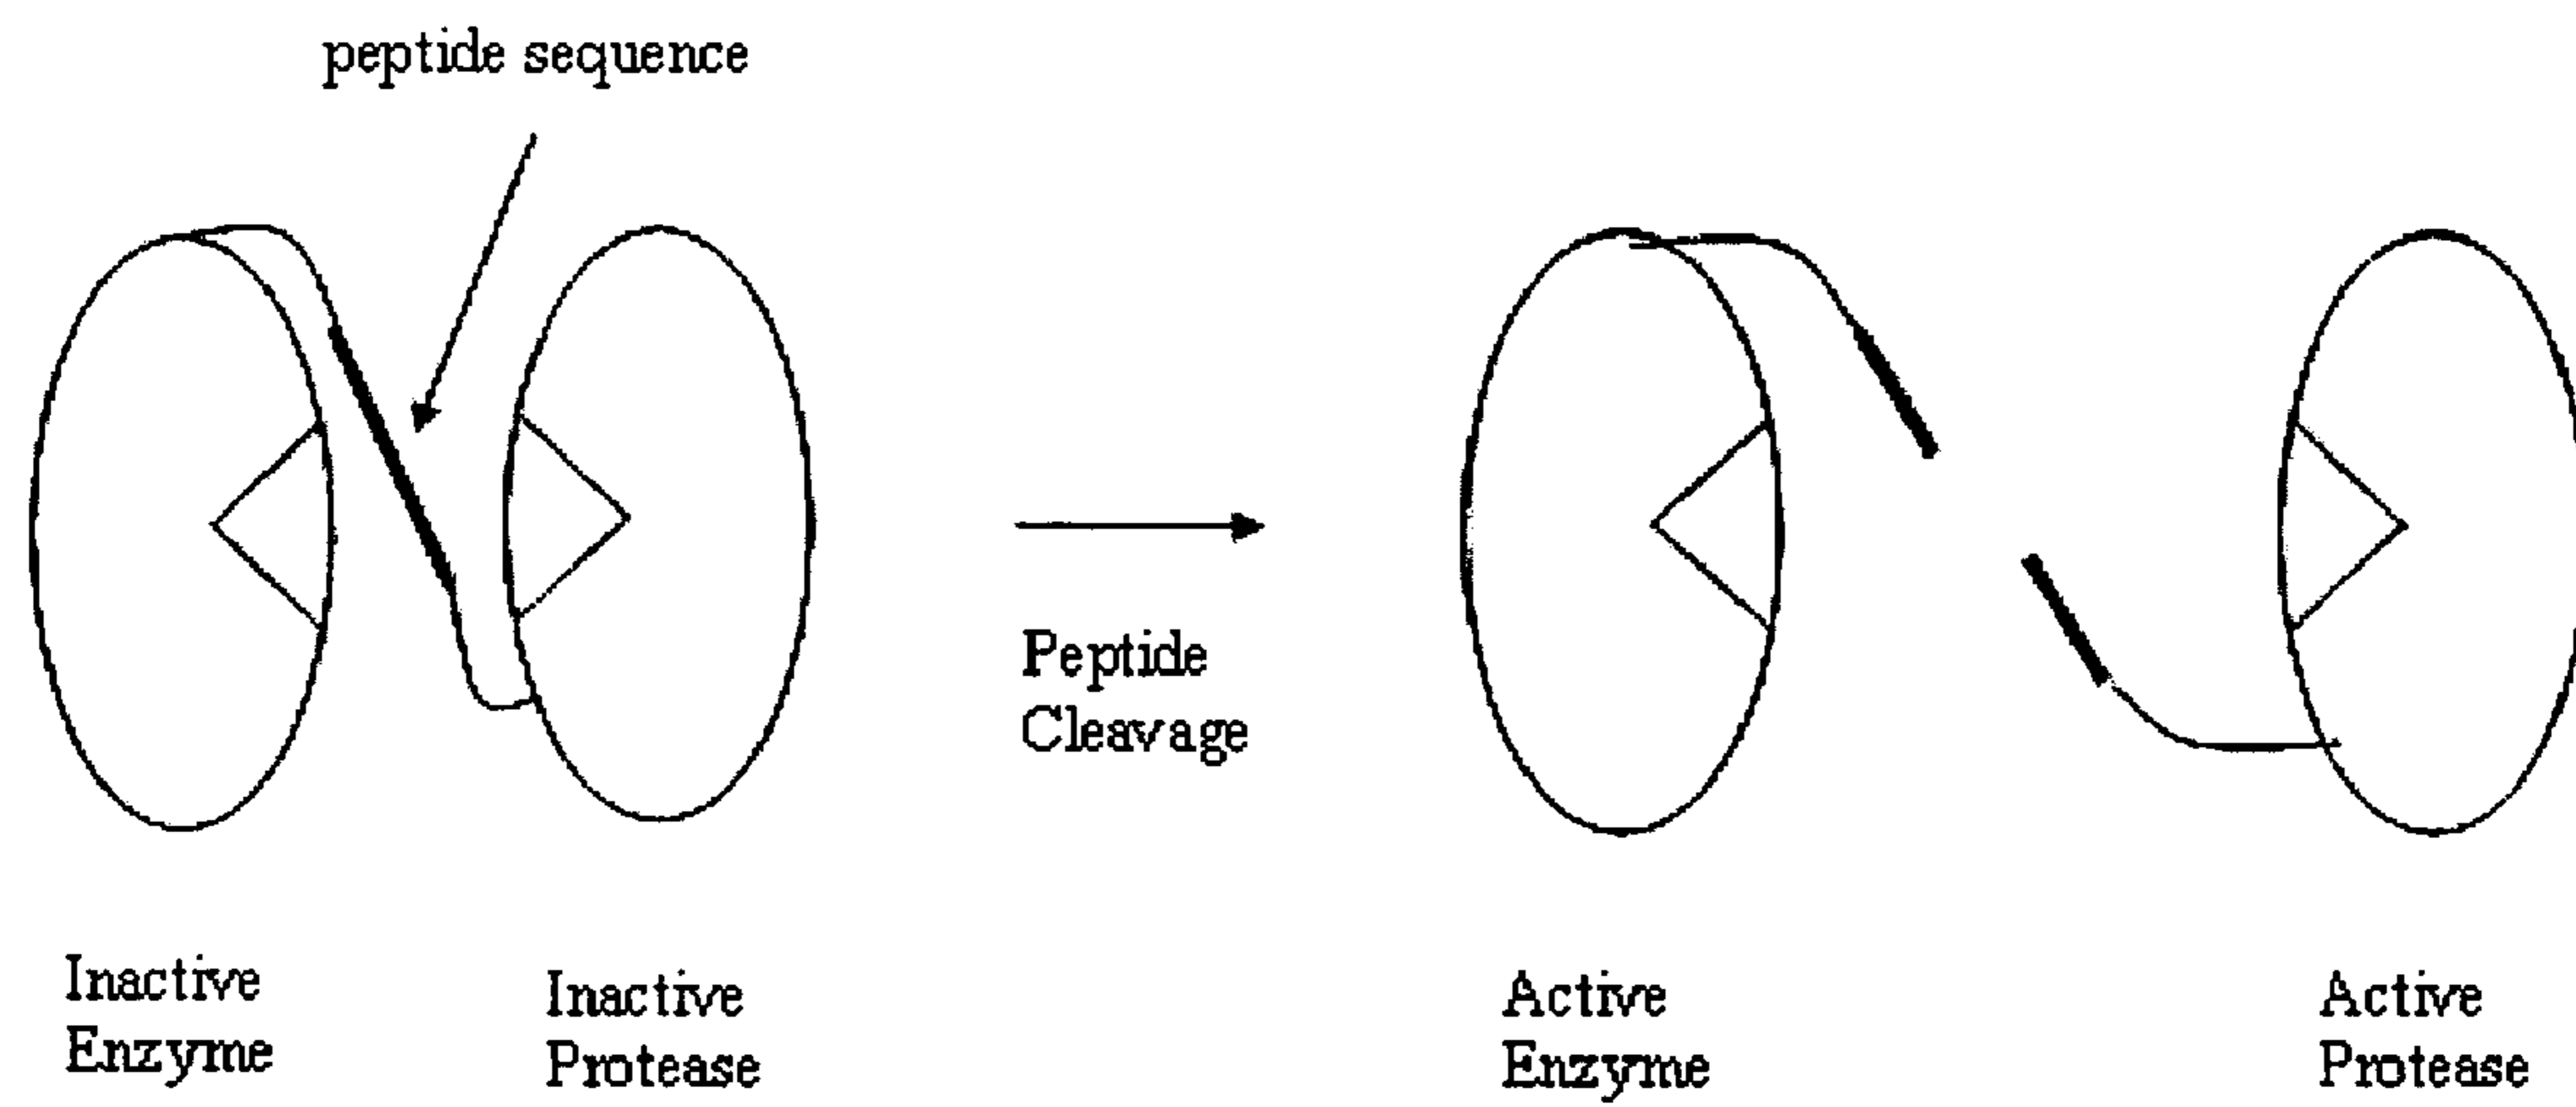 peptide sequence
Peptide
Cleavage
Inactive
Enzyme
Inactive
Protease
Active
Enzyme
Active
Protease